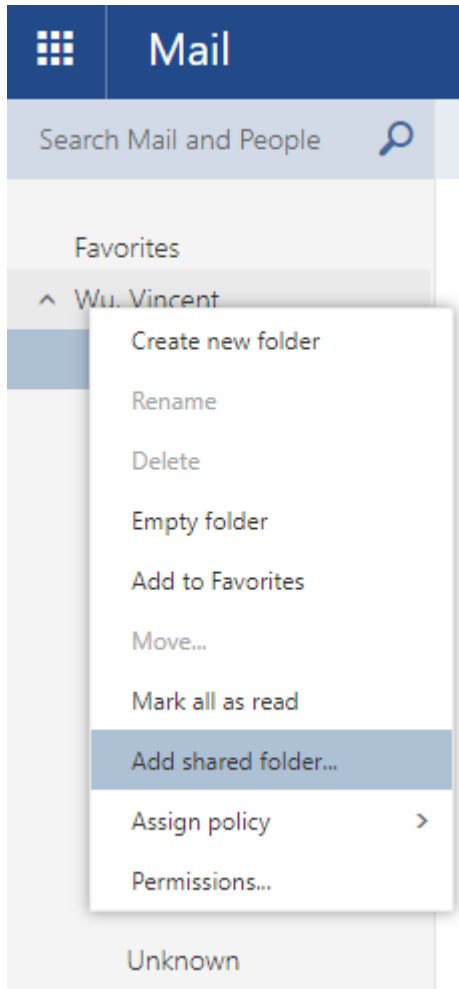 Mail
Search Mail and People
Favorites
Wu, Vincent
Create new folder
Rename
Delete
Empty folder
Add to Favorites
Move...
Mark all as read
Add shared folder...
Assign policy
Permissions...
Unknown